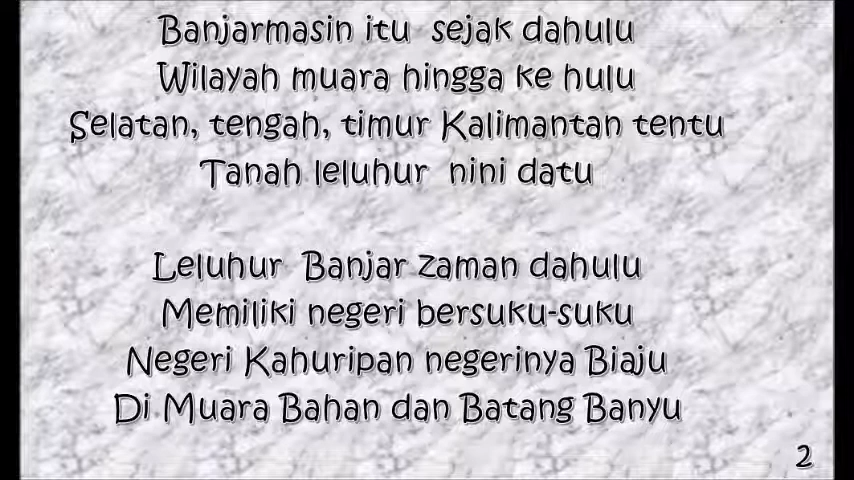 Banjarmasin itu sejak dahulu
Wilayah muara hingga ke hulu
Selatan, tengah, timur Kalimantan tentu
Tanah leluhur nini datu
Leluhur Banjar zaman dahulu
Memiliki negeri bersuku-suku
Negeri Kahuripan negerinya Biaju
Di Muara Bahan dan Batang Banyu
2